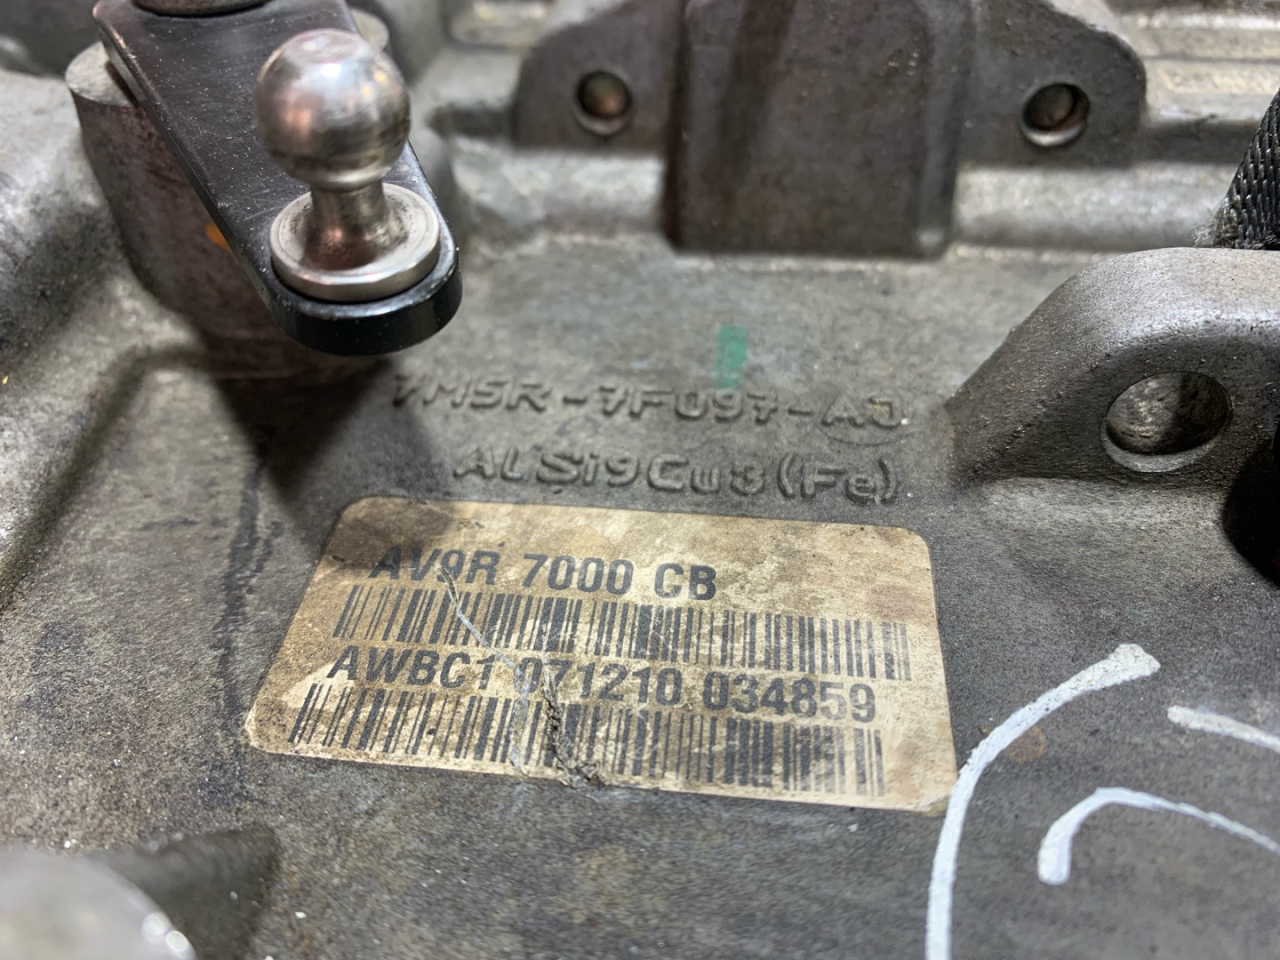 7M5R-7F097-AJ
ALSi9Cu3(Fe)
AV9R 7000 CB
AWBC1 071210 034859